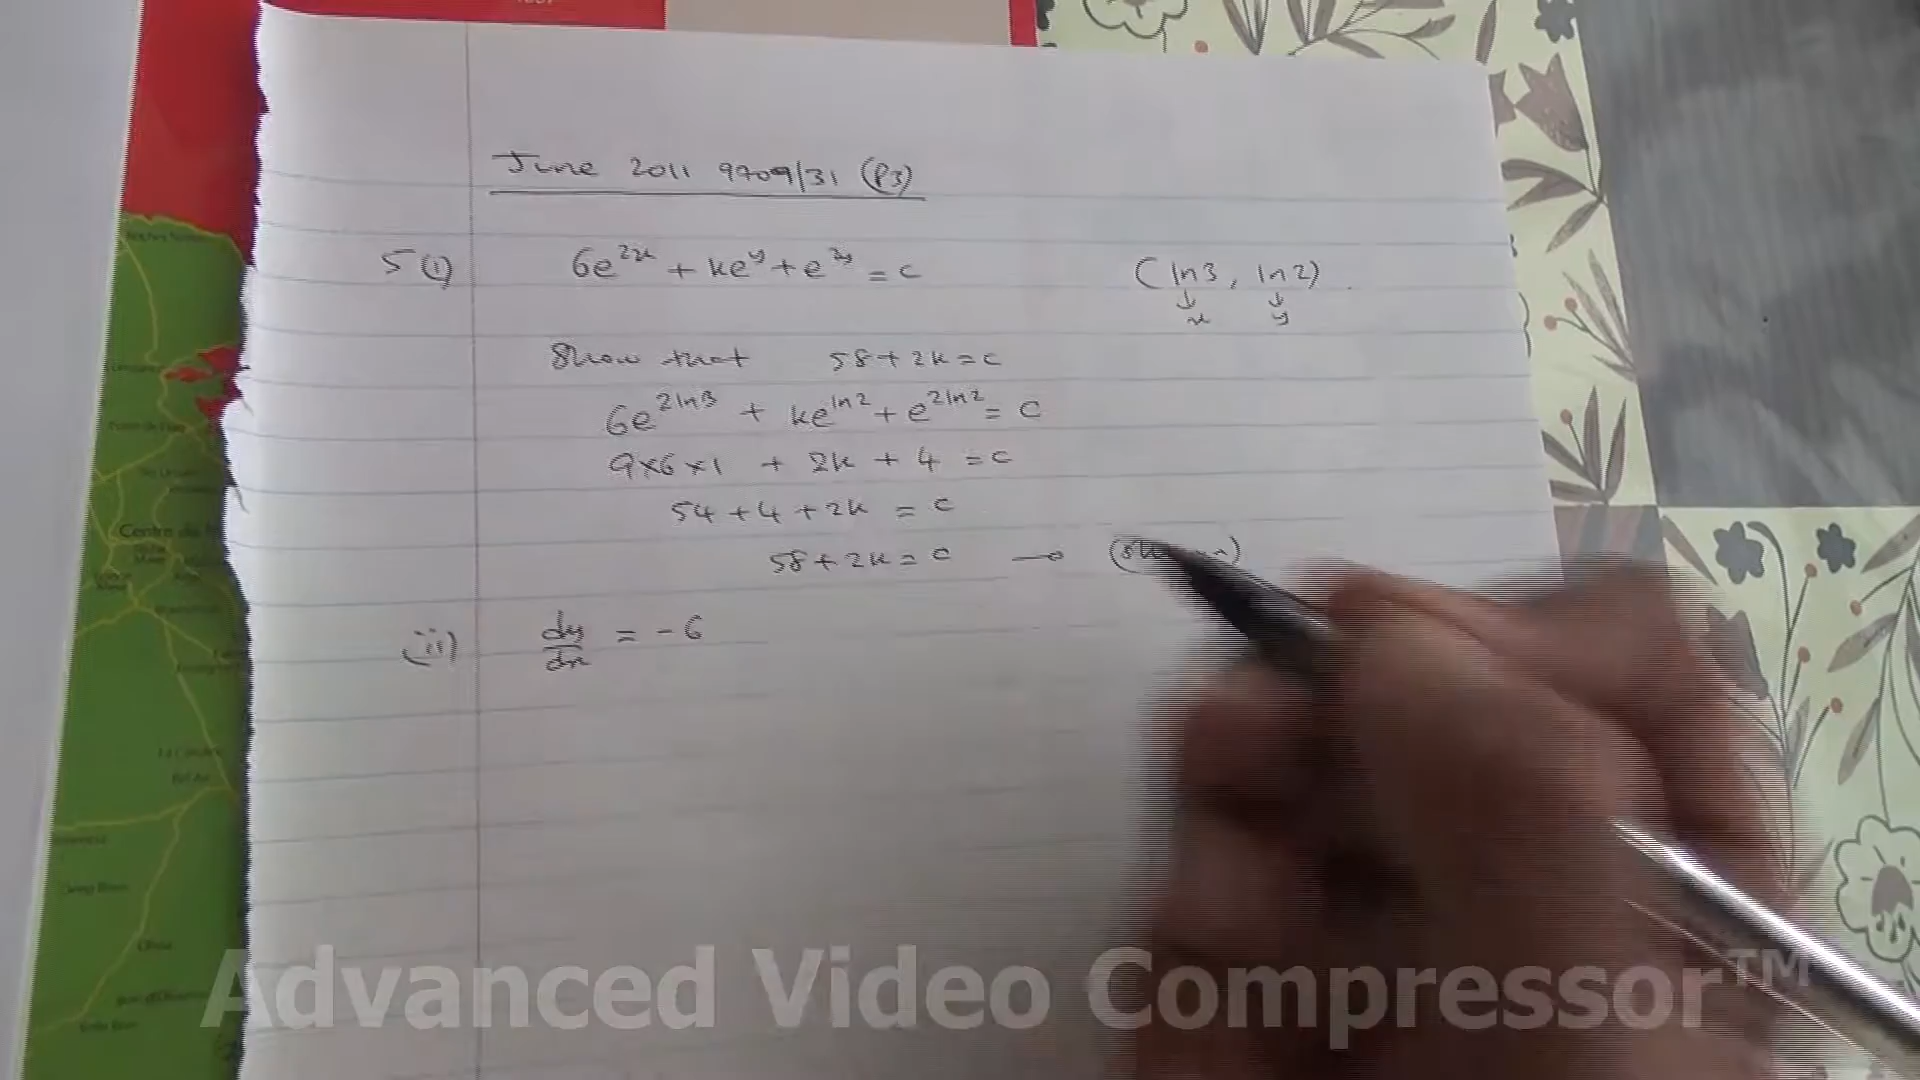 June 2011 9709/31 (P3)
5 (i) 6e^{2x} + ke^{y} + e^{2y} = c (ln3, ln2)
x y
Show that 58 + 2k = c
6e^{2ln3} + ke^{ln2} + e^{2ln2} = c
9×6×1 + 2k + 4 = c
54 + 4 + 2k = c
58 + 2k = c
(ii) dy/dx = -6
Advanced Video Compressor™